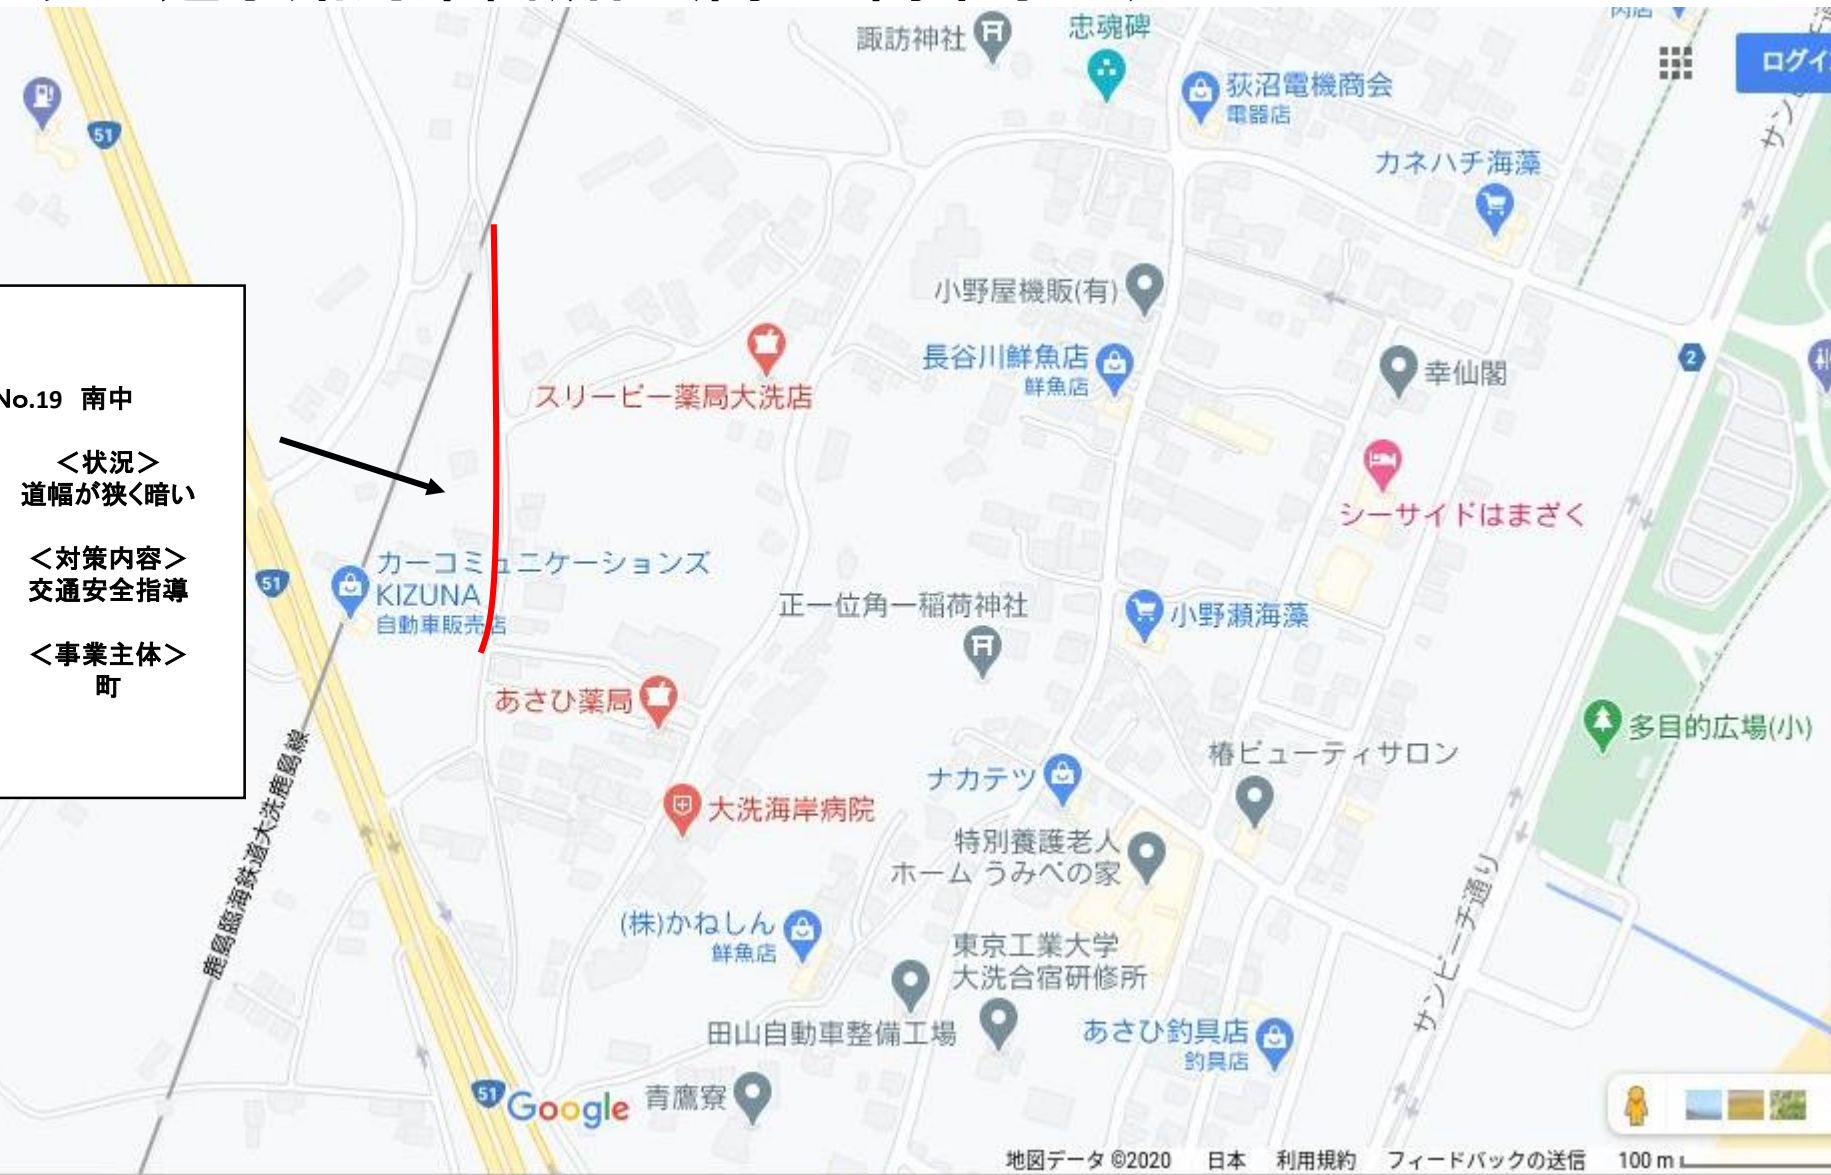 諏訪神社
忠魂碑
肉店
荻沼電機商会
電器店
ログイ
51
カネハチ海藻
小野屋機販(有)
長谷川鮮魚店
鮮魚店
2
幸仙閣
スリービー薬局大洗店
No.19 南中
<状況>
道幅が狭く暗い
<対策内容>
交通安全指導
<事業主体>
町
シーサイドはまざく
51
カーコミュニケーションズ
KIZUNA
自動車販売店
正一位角一稲荷神社
小野瀬海藻
あさひ薬局
多目的広場(小)
椿ビューティサロン
ナカテツ
大洗海岸病院
特別養護老人
ホーム うみべの家
鹿島臨海鉄道大洗鹿島線
サンビーチ通り
(株)かねしん
鮮魚店
東京工業大学
大洗合宿研修所
田山自動車整備工場
あさひ釣具店
釣具店
51
Google
青鷹寮
地図データ ©2020 日本 利用規約 フィードバックの送信 100 m